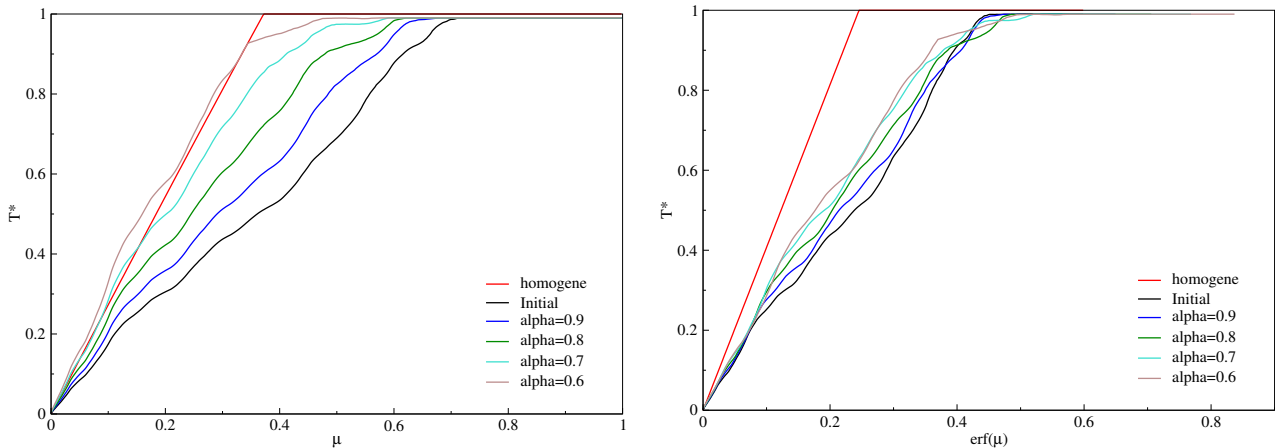 1
0.8
0.6
0.4
0.2
0
T*
0 0.2 0.4 0.6 0.8 1
μ
homogene
Initial
alpha=0.9
alpha=0.8
alpha=0.7
alpha=0.6
1
0.8
0.6
0.4
0.2
0
T*
0 0.2 0.4 0.6 0.8
erf(μ)
homogene
Initial
alpha=0.9
alpha=0.8
alpha=0.7
alpha=0.6